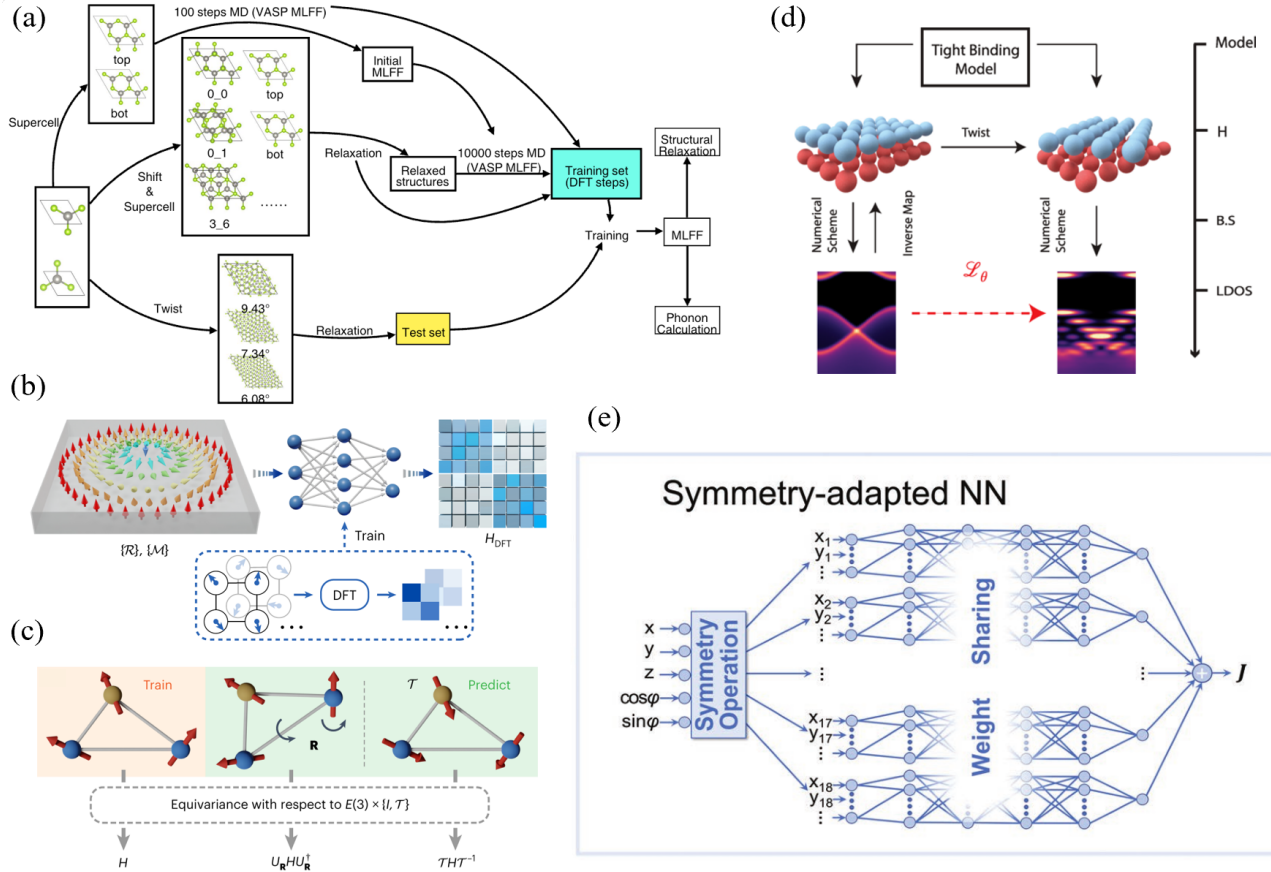 (a)
100 steps MD (VASP MLFF)
top
bot
Supercell
Shift
&
Supercell
0_0
top
0_1
bot
3_6
......
Initial
MLFF
Relaxation
Relaxed
structures
10000 steps MD
(VASP MLFF)
Training set
(DFT steps)
Training
MLFF
Structural
Relaxation
Phonon
Calculation
Twist
9.43°
7.34°
6.08°
Relaxation
Test set
(d)
Tight Binding
Model
Twist
Numerical
Scheme
Inverse Map
Numerical
Scheme
ℒ_θ
Model
H
B.S
LDOS
(b)
{ℛ}, {ℳ}
Train
H_DFT
DFT
• • •
• • •
(c)
Train
𝒯
Predict
R
Equivariance with respect to E(3) × {I, 𝒯}
H
U_R H U_R^†
𝒯H𝒯⁻¹
(e)
Symmetry-adapted NN
x
y
z
cosφ
sinφ
Symmetry
Operation
x₁
y₁
⋮
x₂
y₂
⋮
⋮
x₁₇
y₁₇
⋮
x₁₈
y₁₈
⋮
Weight Sharing
⋮
+
J